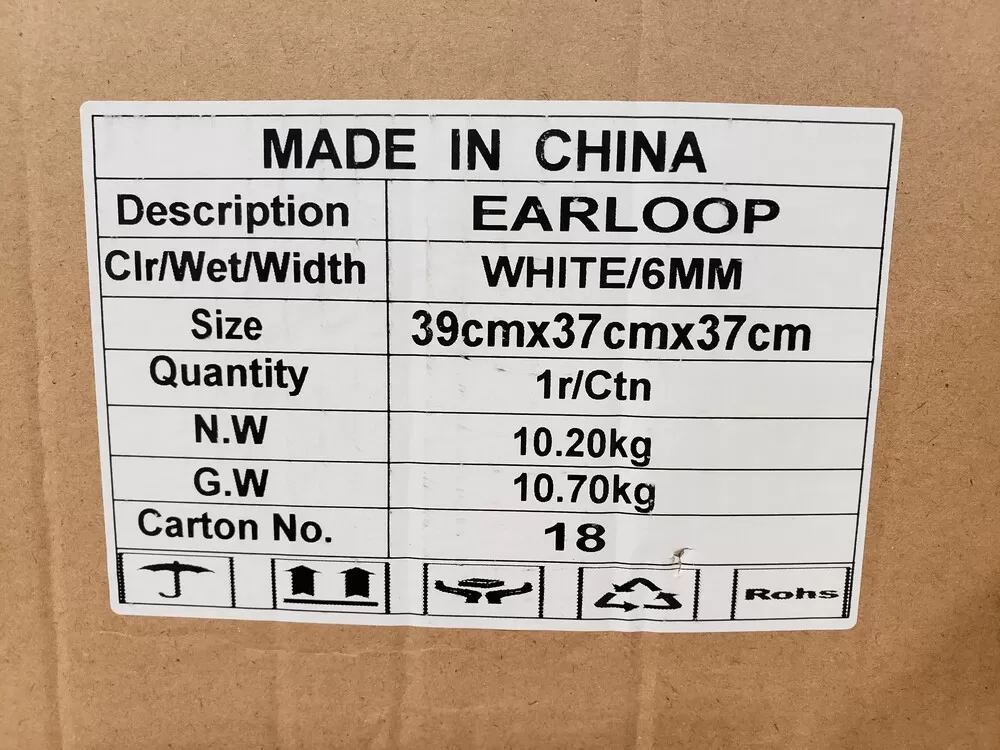 MADE IN CHINA
Description EARLOOP
Clr/Wet/Width WHITE/6MM
Size 39cmx37cmx37cm
Quantity 1r/Ctn
N.W 10.20kg
G.W 10.70kg
Carton No. 18
Rohs